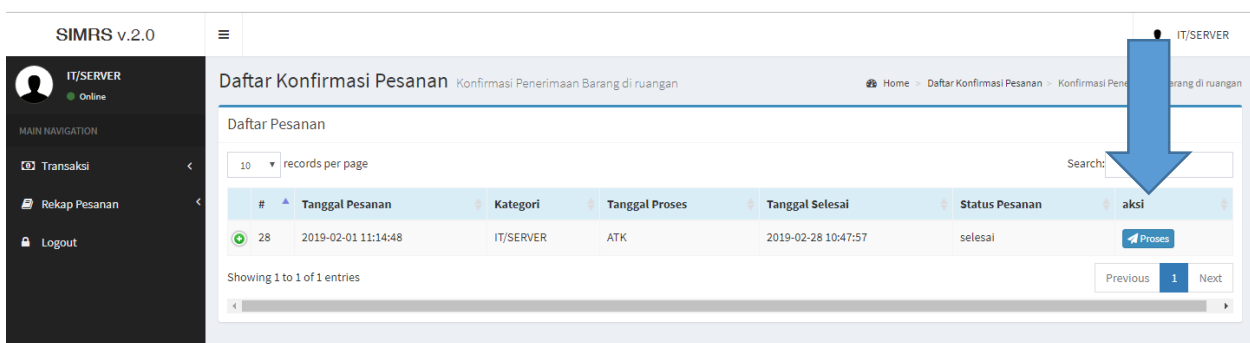 SIMRS v.2.0
IT/SERVER
IT/SERVER
Online
Daftar Konfirmasi Pesanan Konfirmasi Penerimaan Barang di ruangan
Home > Daftar Konfirmasi Pesanan > Konfirmasi Pene arang di ruangan
MAIN NAVIGATION
Transaksi
Rekap Pesanan
Logout
Daftar Pesanan
10 records per page
Search:
# Tanggal Pesanan Kategori Tanggal Proses Tanggal Selesai Status Pesanan aksi
28 2019-02-01 11:14:48 IT/SERVER ATK 2019-02-28 10:47:57 selesai Proses
Showing 1 to 1 of 1 entries
Previous 1 Next